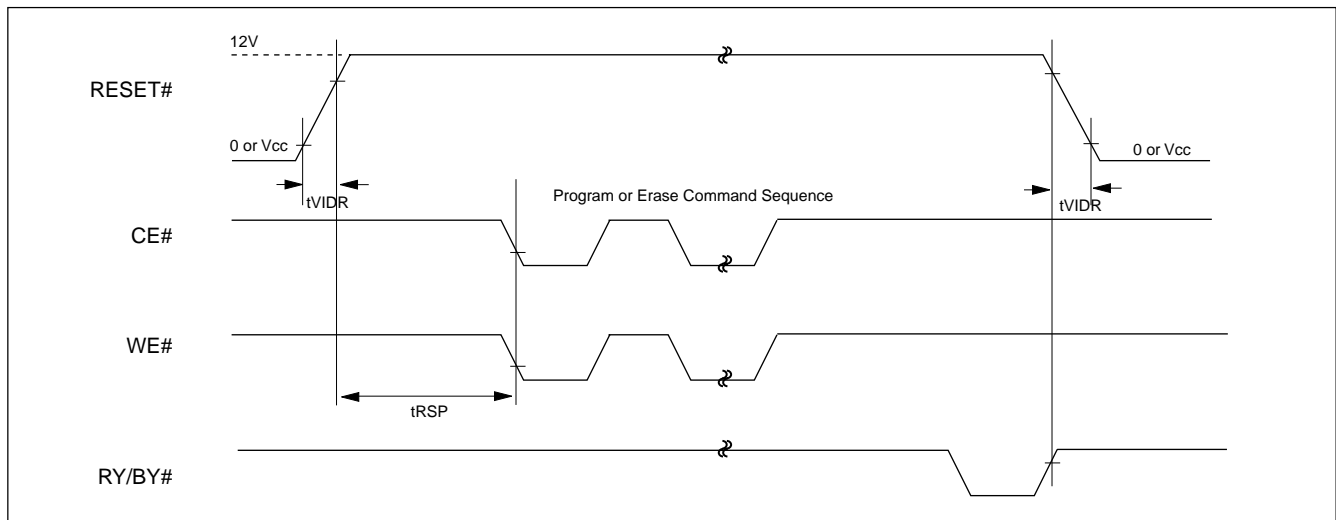 12V
RESET#
0 or Vcc
0 or Vcc
tVIDR
Program or Erase Command Sequence
tVIDR
CE#
WE#
tRSP
RY/BY#